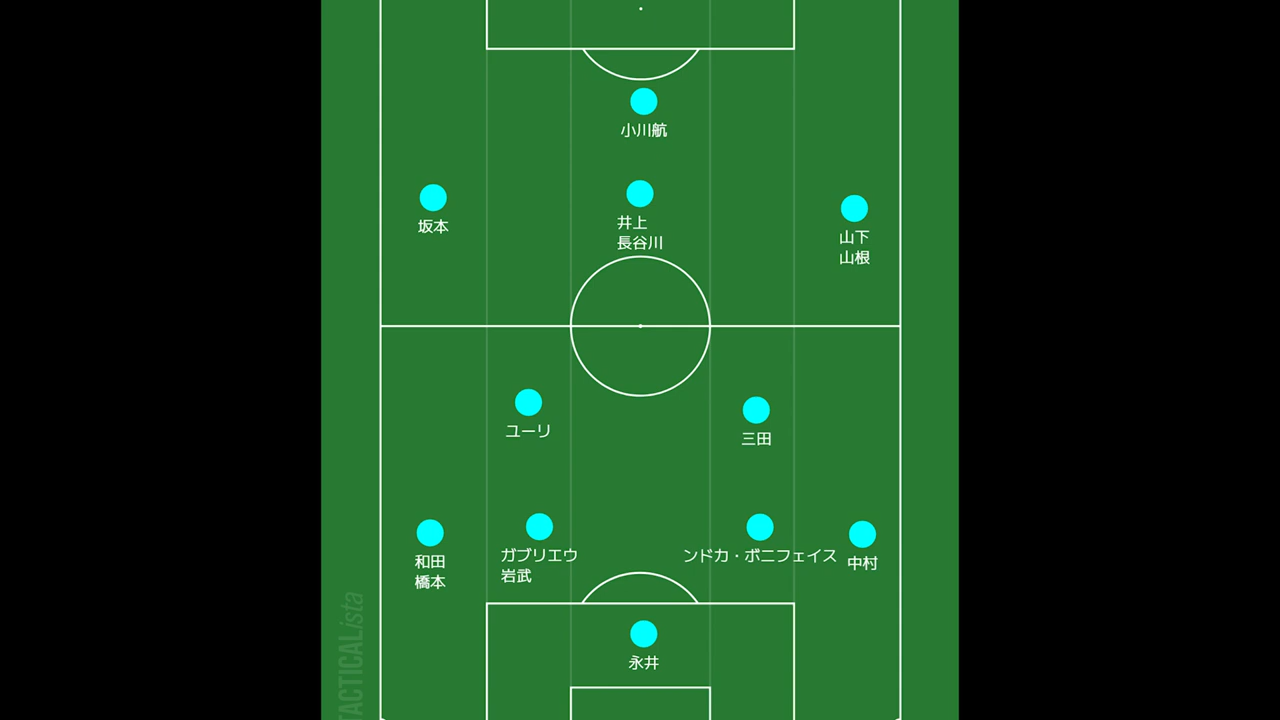 小川航
坂本
井上
長谷川
山下
山根
ユーリ
三田
和田
橋本
ガブリエウ
岩武
ンドカ・ボニフェイス
中村
永井
TACTICALista